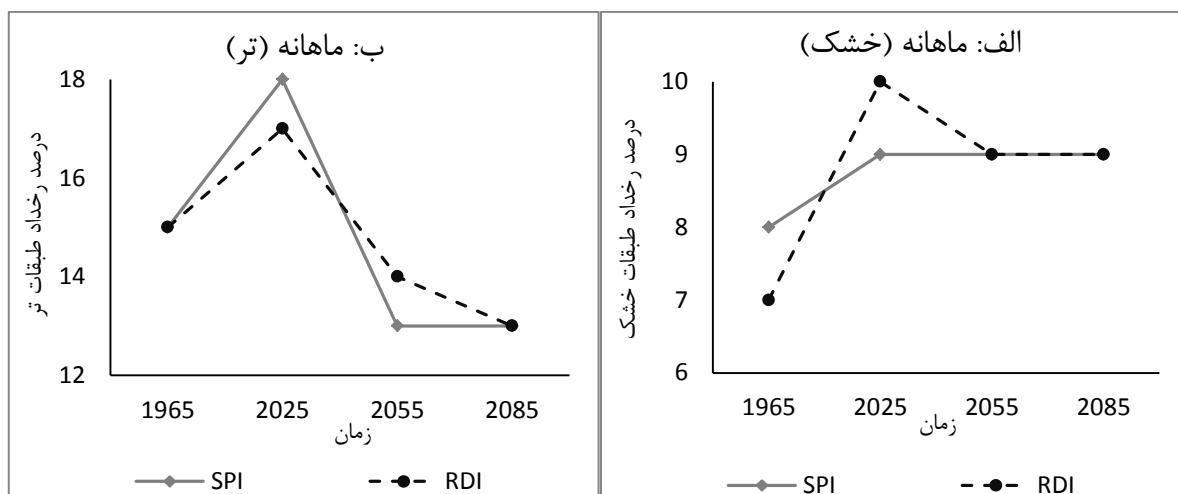 الف: ماهانه (خشک)
درصد رخداد طبقات خشک
10
9
8
7
6
1965 2025 2055 2085
زمان
SPI RDI
ب: ماهانه (تر)
درصد رخداد طبقات تر
18
16
14
12
1965 2025 2055 2085
زمان
SPI RDI